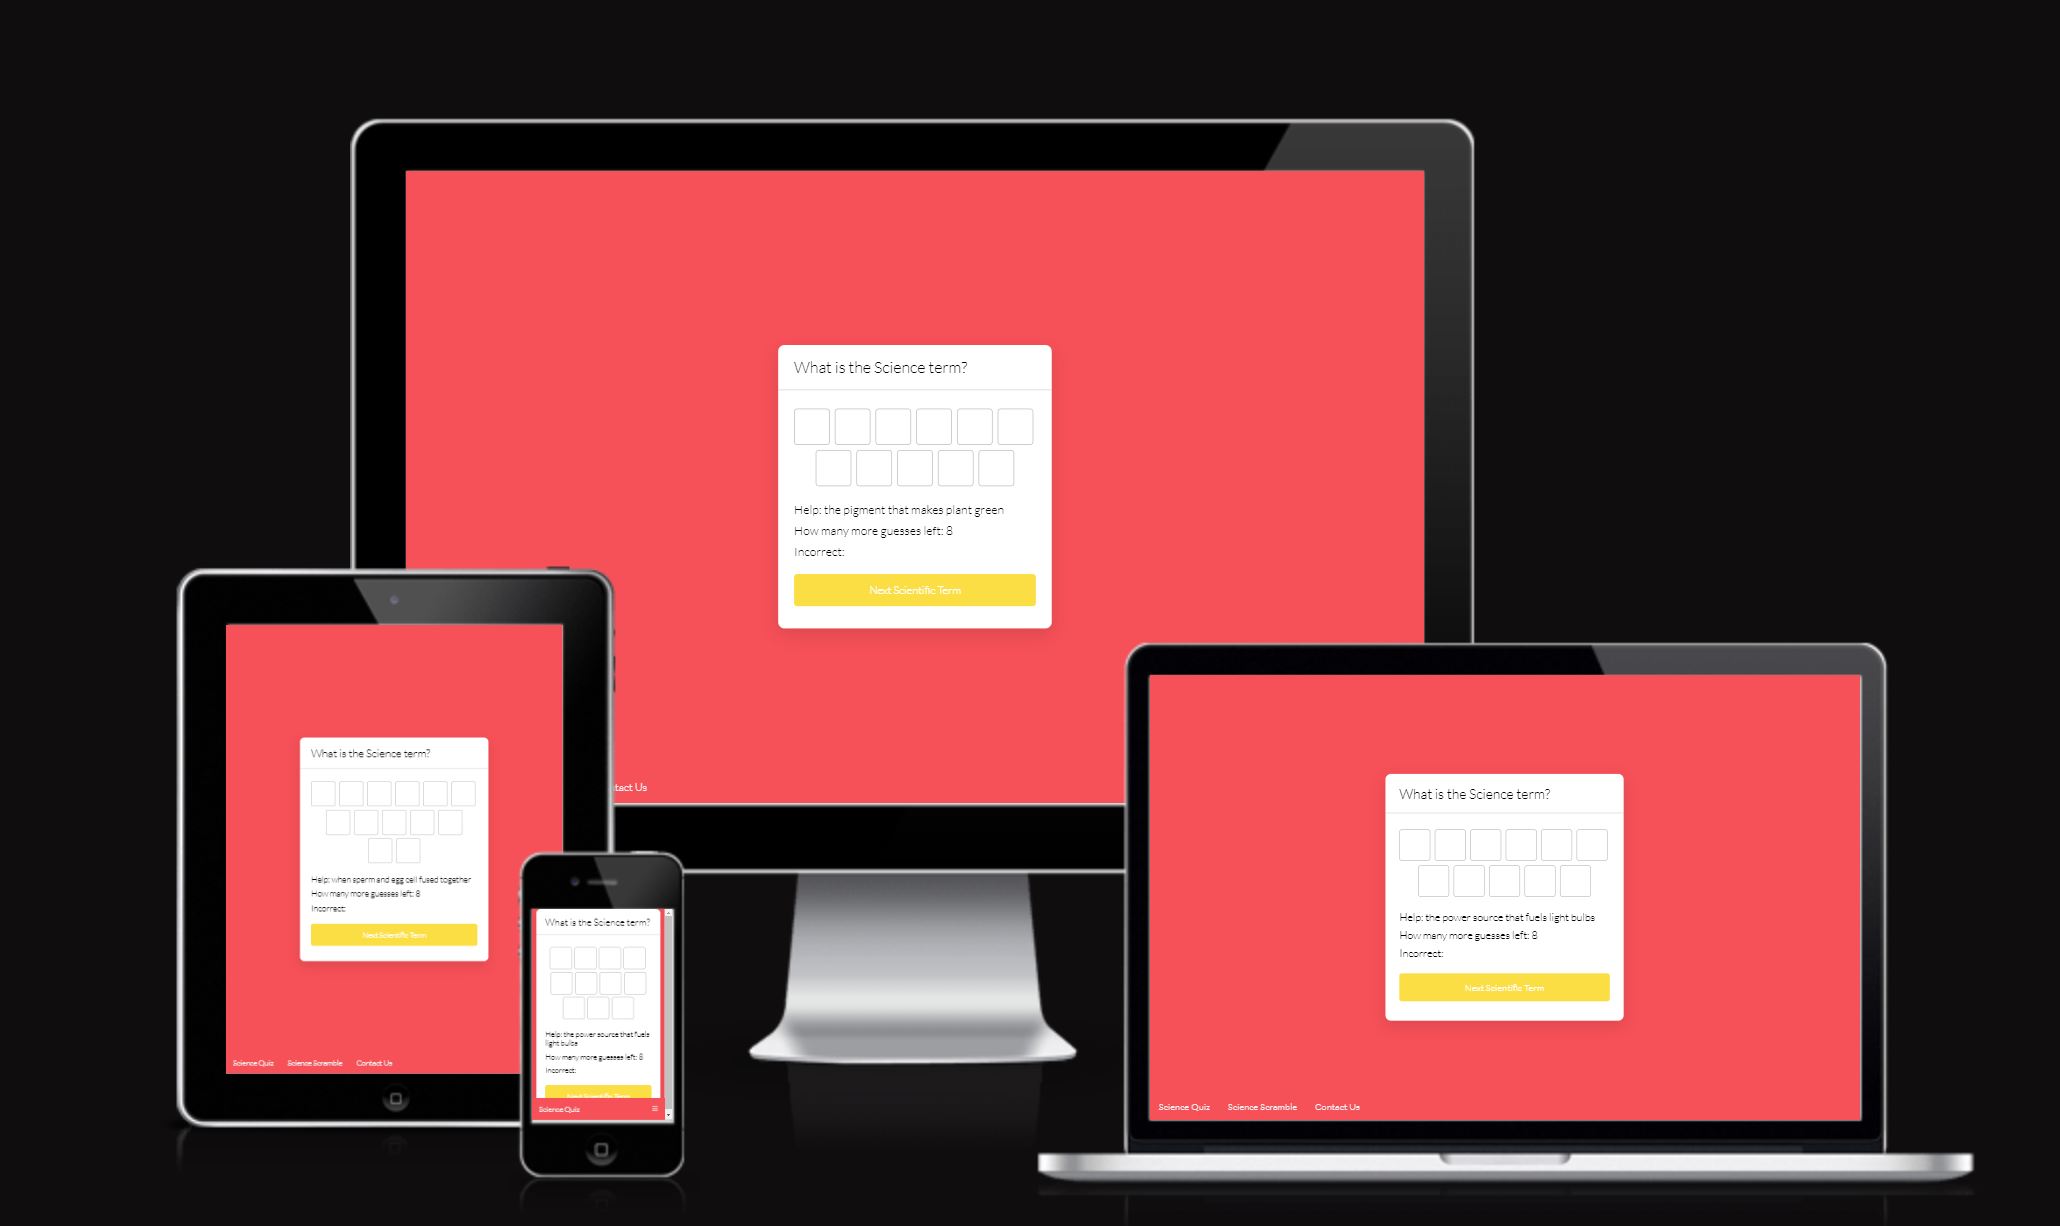 What is the Science term?
Help: the pigment that makes plant green
How many more guesses left: 8
Incorrect:
Next Scientific Term
tact Us
What is the Science term?
Help: when sperm and egg cell fused together
How many more guesses left: 8
Incorrect:
Next Scientific Term
Science Quiz Science Scramble Contact Us
What is the Science term?
Help: the power source that fuels
light bulbs
How many more guesses left: 8
Incorrect:
Next Scientific Term
Science Quiz
What is the Science term?
Help: the power source that fuels light bulbs
How many more guesses left: 8
Incorrect:
Next Scientific Term
Science Quiz Science Scramble Contact Us